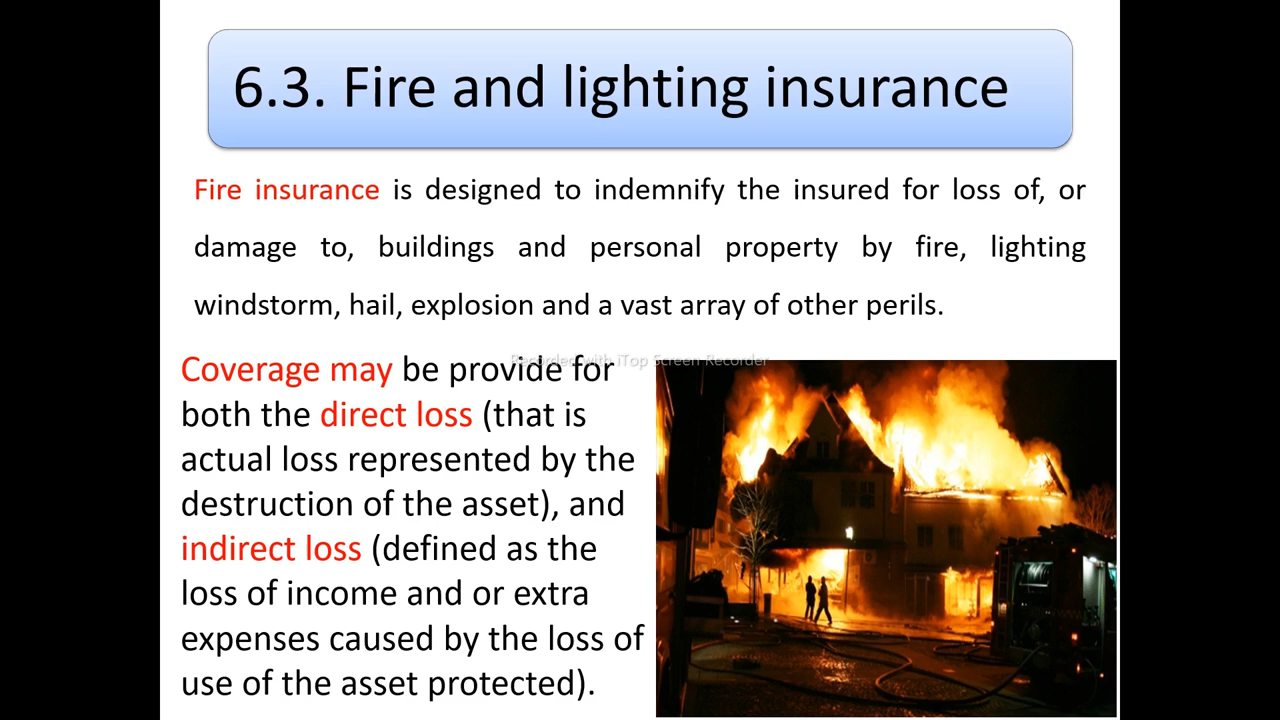 6.3. Fire and lighting insurance
Fire insurance is designed to indemnify the insured for loss of, or
damage to, buildings and personal property by fire, lighting
windstorm, hail, explosion and a vast array of other perils.
Recorded with iTop Screen Recorder
Coverage may be provide for
both the direct loss (that is
actual loss represented by the
destruction of the asset), and
indirect loss (defined as the
loss of income and or extra
expenses caused by the loss of
use of the asset protected).